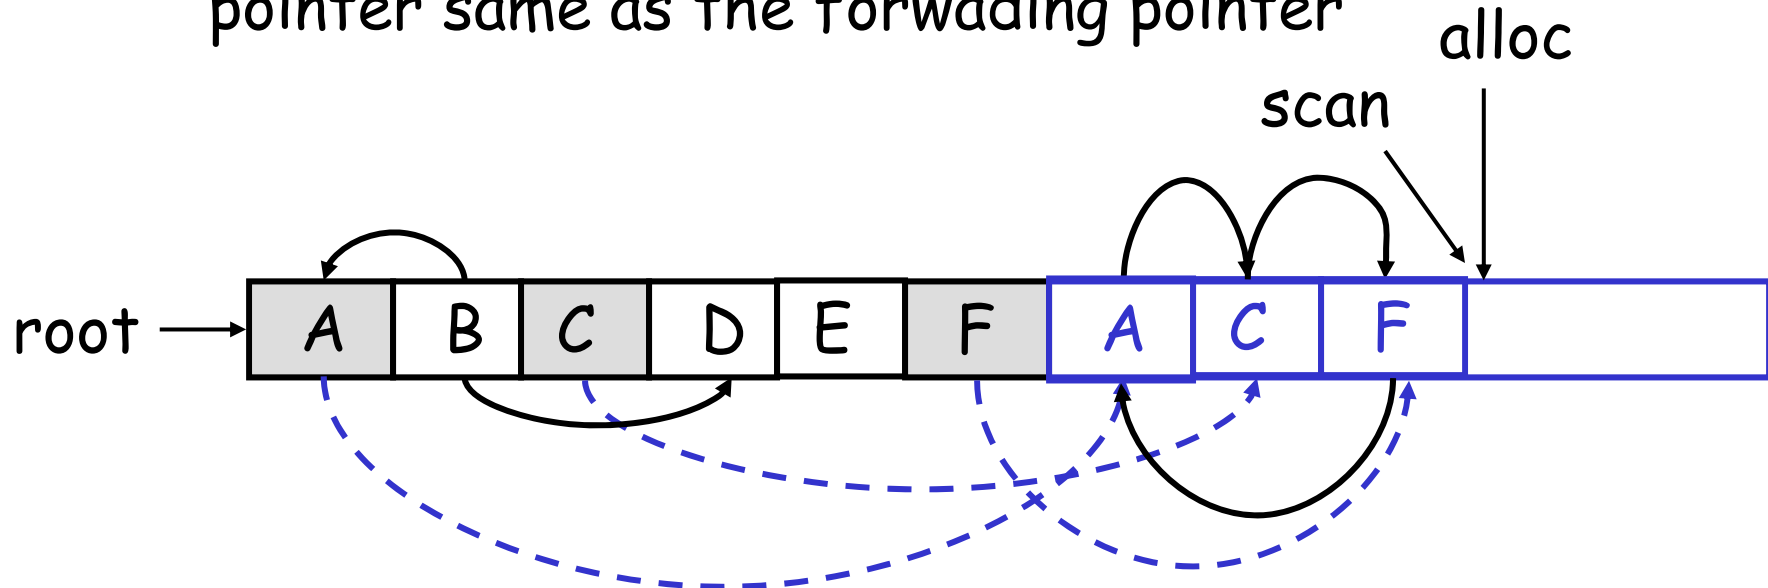 pointer same as the forwading pointer
alloc
scan
root
A B C D E F A C F